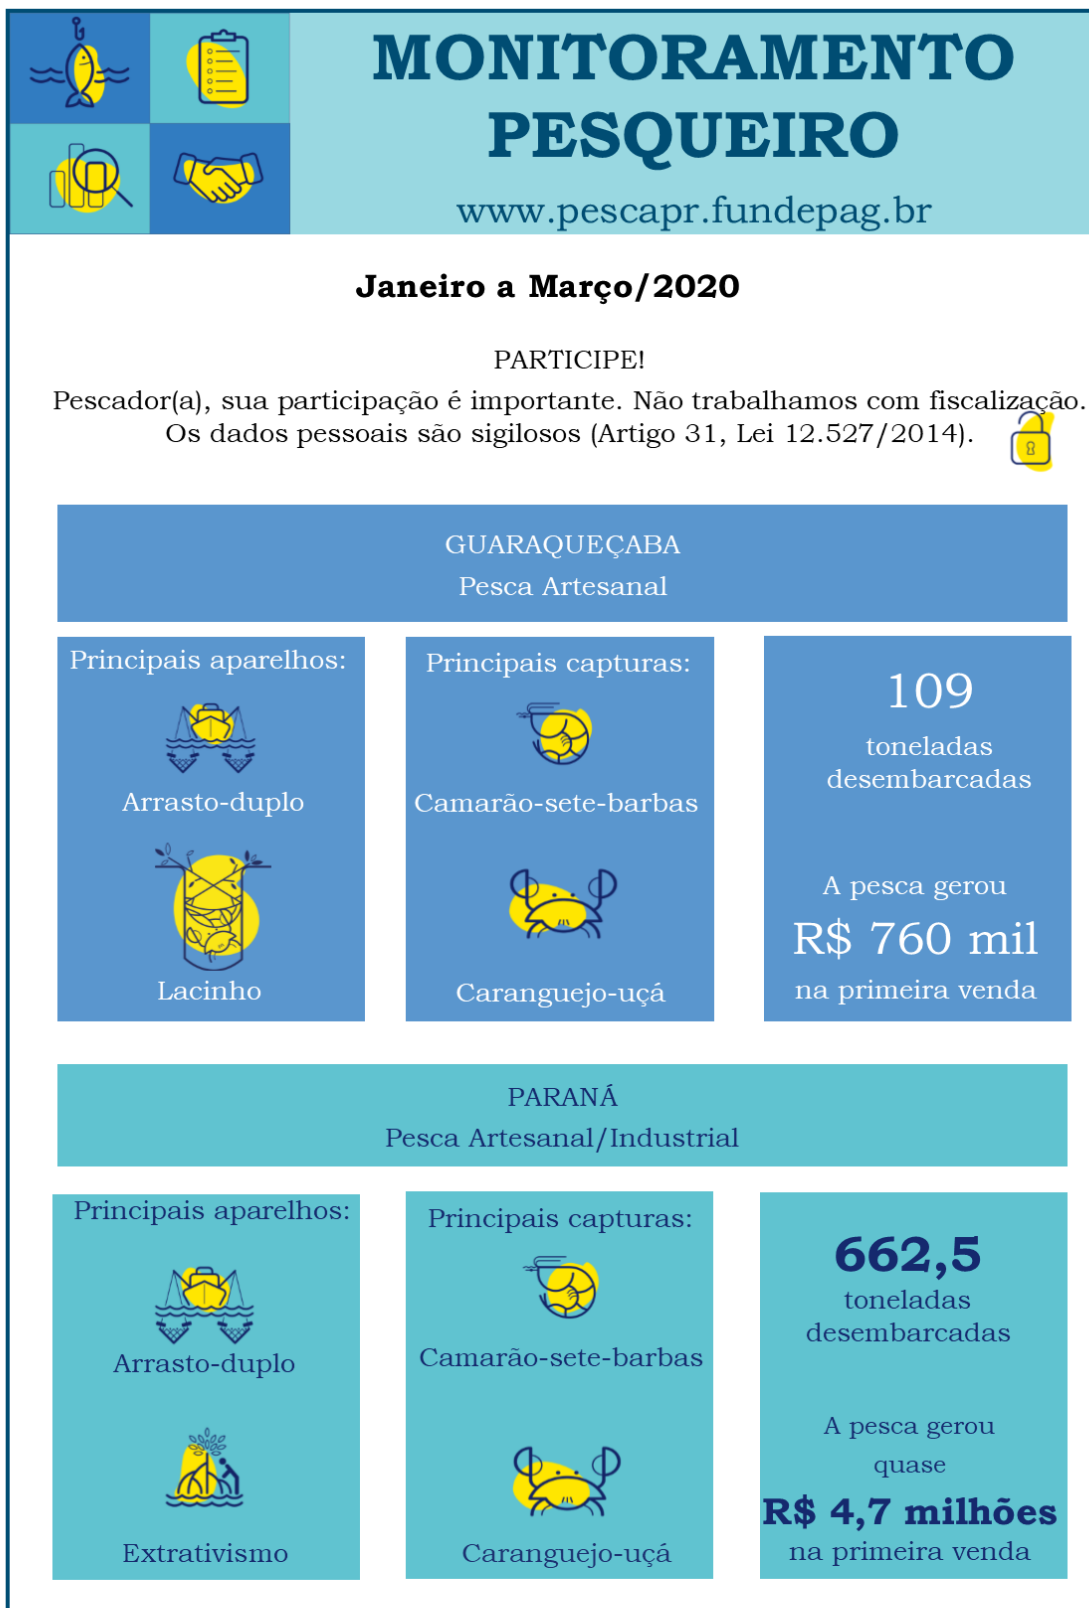 MONITORAMENTO
PESQUEIRO
www.pescapr.fundepag.br
Janeiro a Março/2020
PARTICIPE!
Pescador(a), sua participação é importante. Não trabalhamos com fiscalização.
Os dados pessoais são sigilosos (Artigo 31, Lei 12.527/2014).
GUARAQUEÇABA
Pesca Artesanal
Principais aparelhos:
Arrasto-duplo
Lacinho
Principais capturas:
Camarão-sete-barbas
Caranguejo-uçá
109
toneladas
desembarcadas
A pesca gerou
R$ 760 mil
na primeira venda
PARANÁ
Pesca Artesanal/Industrial
Principais aparelhos:
Arrasto-duplo
Extrativismo
Principais capturas:
Camarão-sete-barbas
Caranguejo-uçá
662,5
toneladas
desembarcadas
A pesca gerou
quase
R$ 4,7 milhões
na primeira venda